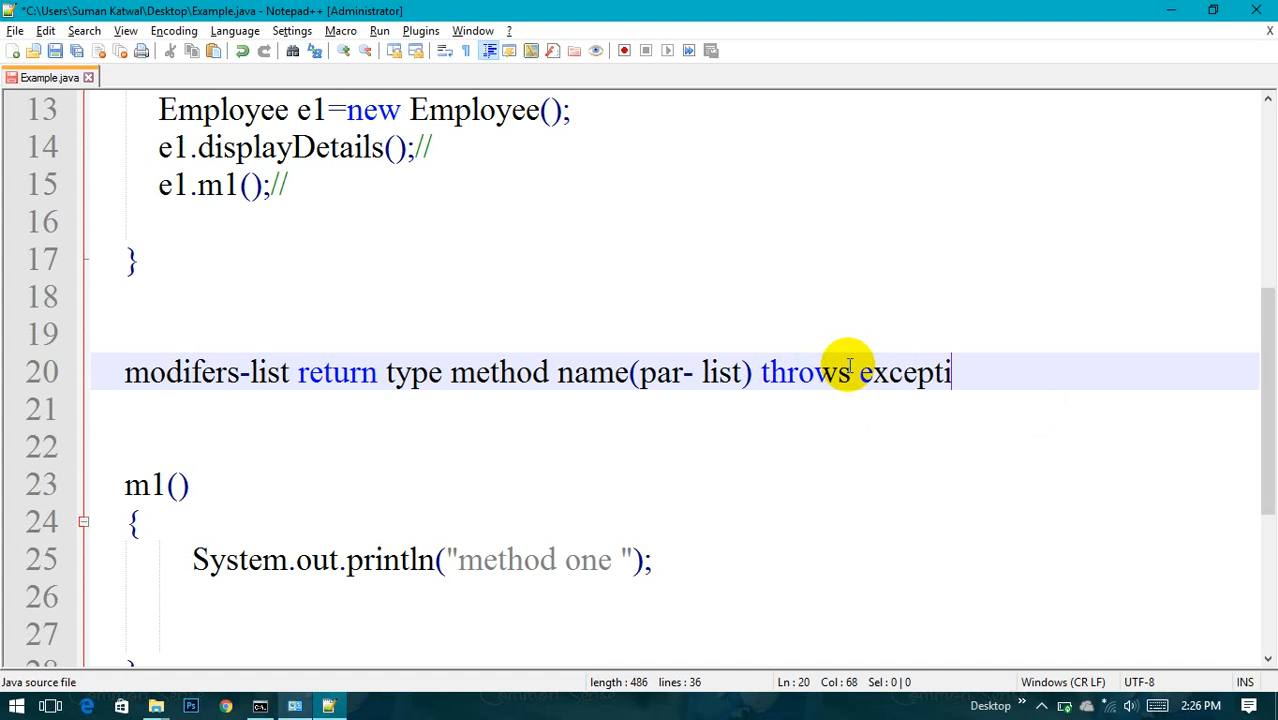 *C:\Users\Suman Katwal\Desktop\Example.java - Notepad++ [Administrator]
File Edit Search View Encoding Language Settings Macro Run Plugins Window ? X
Example.java
13 Employee e1=new Employee();
14 e1.displayDetails();//
15 e1.m1();//
16
17 }
18
19
20 modifers-list return type method name(par- list) throws excepti
21
22
23 m1()
24 {
25 System.out.println("method one ");
26
27
28 }
Java source file length : 486 lines : 36 Ln : 20 Col : 68 Sel : 0 | 0 Windows (CR LF) UTF-8 INS
Desktop 2:26 PM